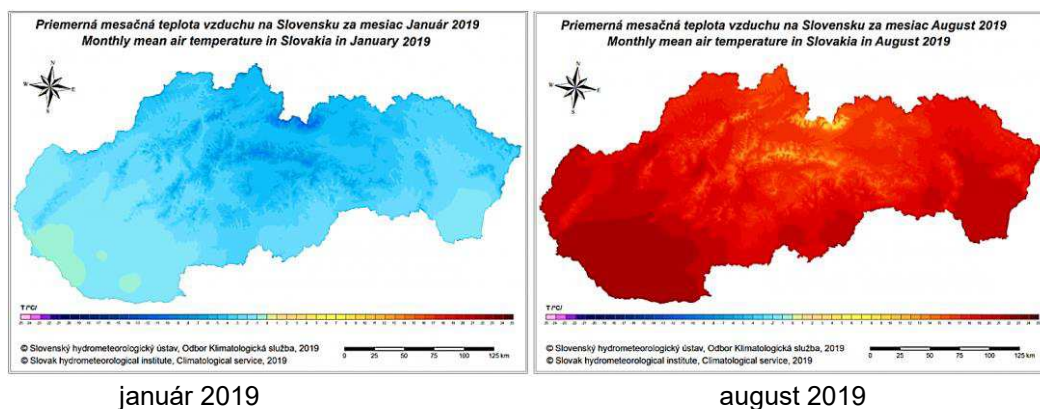 Priemerná mesačná teplota vzduchu na Slovensku za mesiac Január 2019
Monthly mean air temperature in Slovakia in January 2019
N
W E
S
T /°C/
© Slovenský hydrometeorologický ústav, Odbor Klimatologická služba, 2019
© Slovak hydrometeorological institute, Climatological service, 2019
0 25 50 75 100 125 km
január 2019
Priemerná mesačná teplota vzduchu na Slovensku za mesiac August 2019
Monthly mean air temperature in Slovakia in August 2019
N
W E
S
T /°C/
© Slovenský hydrometeorologický ústav, Odbor Klimatologická služba, 2019
© Slovak hydrometeorological institute, Climatological service, 2019
0 25 50 75 100 125 km
august 2019